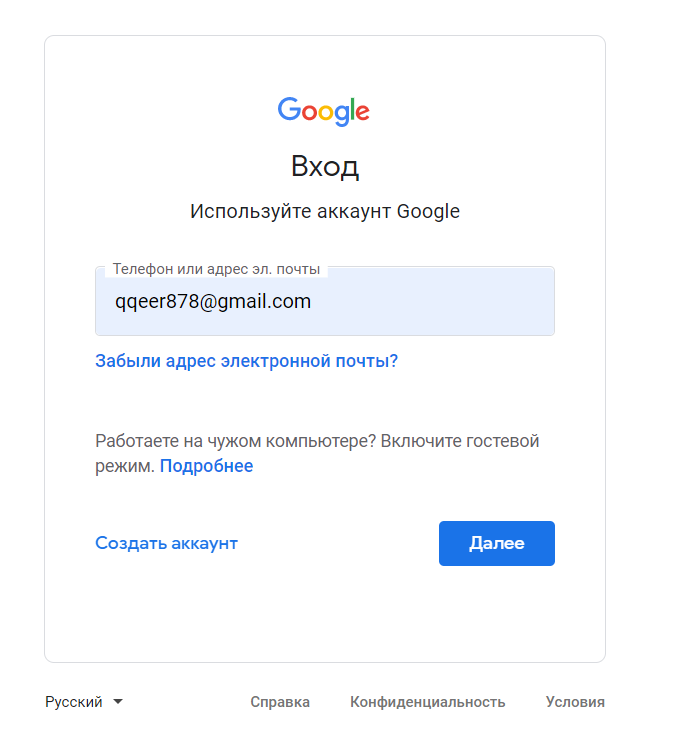 Google
Вход
Используйте аккаунт Google
Телефон или адрес эл. почты
qqeer878@gmail.com
Забыли адрес электронной почты?
Работаете на чужом компьютере? Включите гостевой
режим. Подробнее
Создать аккаунт
Далее
Русский
Справка
Конфиденциальность
Условия